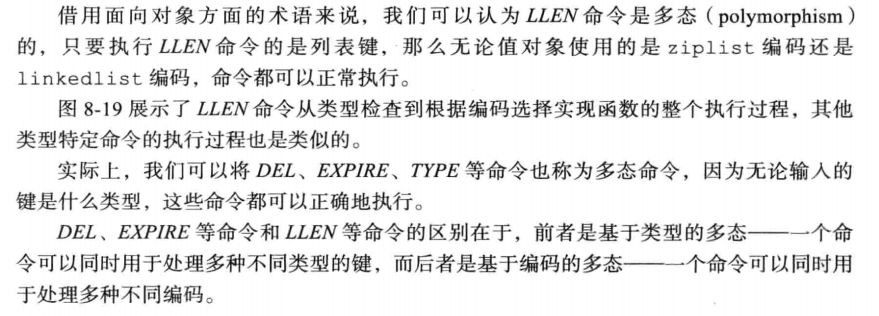 借用面向对象方面的术语来说，我们可以认为 LLEN 命令是多态（polymorphism）
的，只要执行 LLEN 命令的是列表键，那么无论值对象使用的是 ziplist 编码还是
linkedlist 编码，命令都可以正常执行。
图 8-19 展示了 LLEN 命令从类型检查到根据编码选择实现函数的整个执行过程，其他
类型特定命令的执行过程也是类似的。
实际上，我们可以将 DEL、EXPIRE、TYPE 等命令也称为多态命令，因为无论输入的
键是什么类型，这些命令都可以正确地执行。
DEL、EXPIRE 等命令和 LLEN 等命令的区别在于，前者是基于类型的多态——一个命
令可以同时用于处理多种不同类型的键，而后者是基于编码的多态——一个命令可以同时用
于处理多种不同编码。